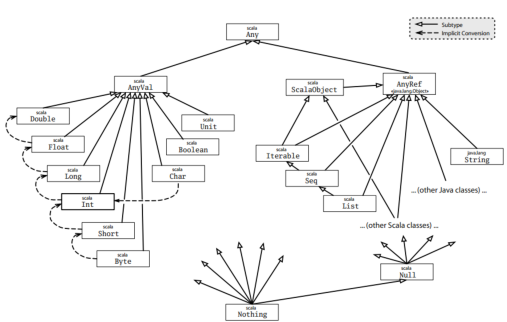 scala
Any
Subtype
Implicit Conversion
scala
AnyVal
scala
ScalaObject
scala
AnyRef
<java.lang.Object>
scala
Double
scala
Unit
scala
Float
scala
Boolean
scala
Iterable
java.lang
String
scala
Long
scala
Char
scala
Seq
... (other Java classes) ...
scala
Int
scala
List
scala
Short
... (other Scala classes) ...
scala
Byte
scala
Null
scala
Nothing